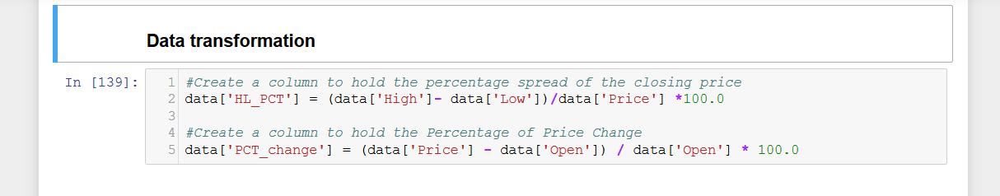 Data transformation
In [139]:
1 #Create a column to hold the percentage spread of the closing price
2 data['HL_PCT'] = (data['High']- data['Low'])/data['Price'] *100.0
3
4 #Create a column to hold the Percentage of Price Change
5 data['PCT_change'] = (data['Price'] - data['Open']) / data['Open'] * 100.0